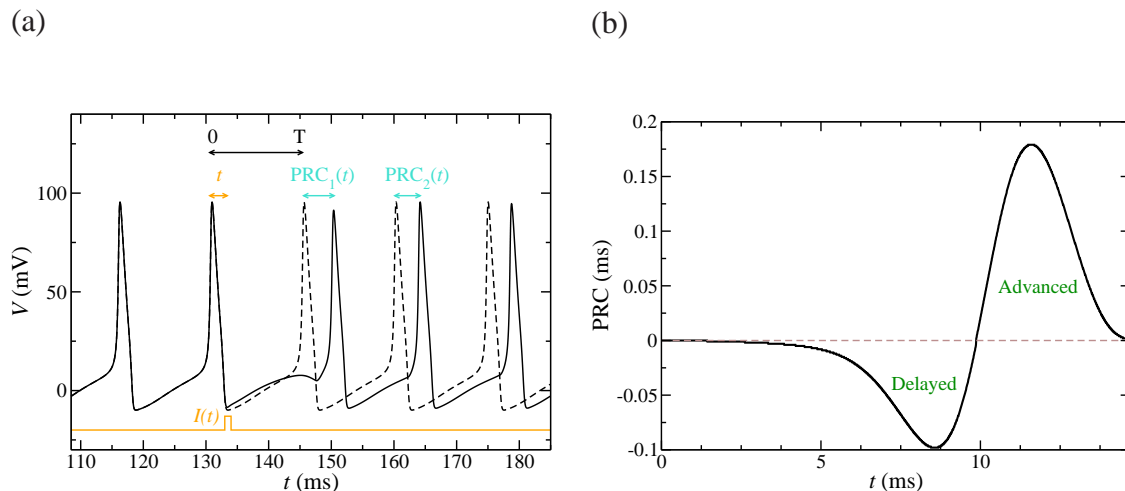 (a)
(b)
0 T
t PRC₁(t) PRC₂(t)
100
50
0
V (mV)
I(t)
110 120 130 140 150 160 170 180
t (ms)
0.2
0.15
0.1
0.05
0
-0.05
-0.1
PRC (ms)
Advanced
Delayed
0 5 10
t (ms)